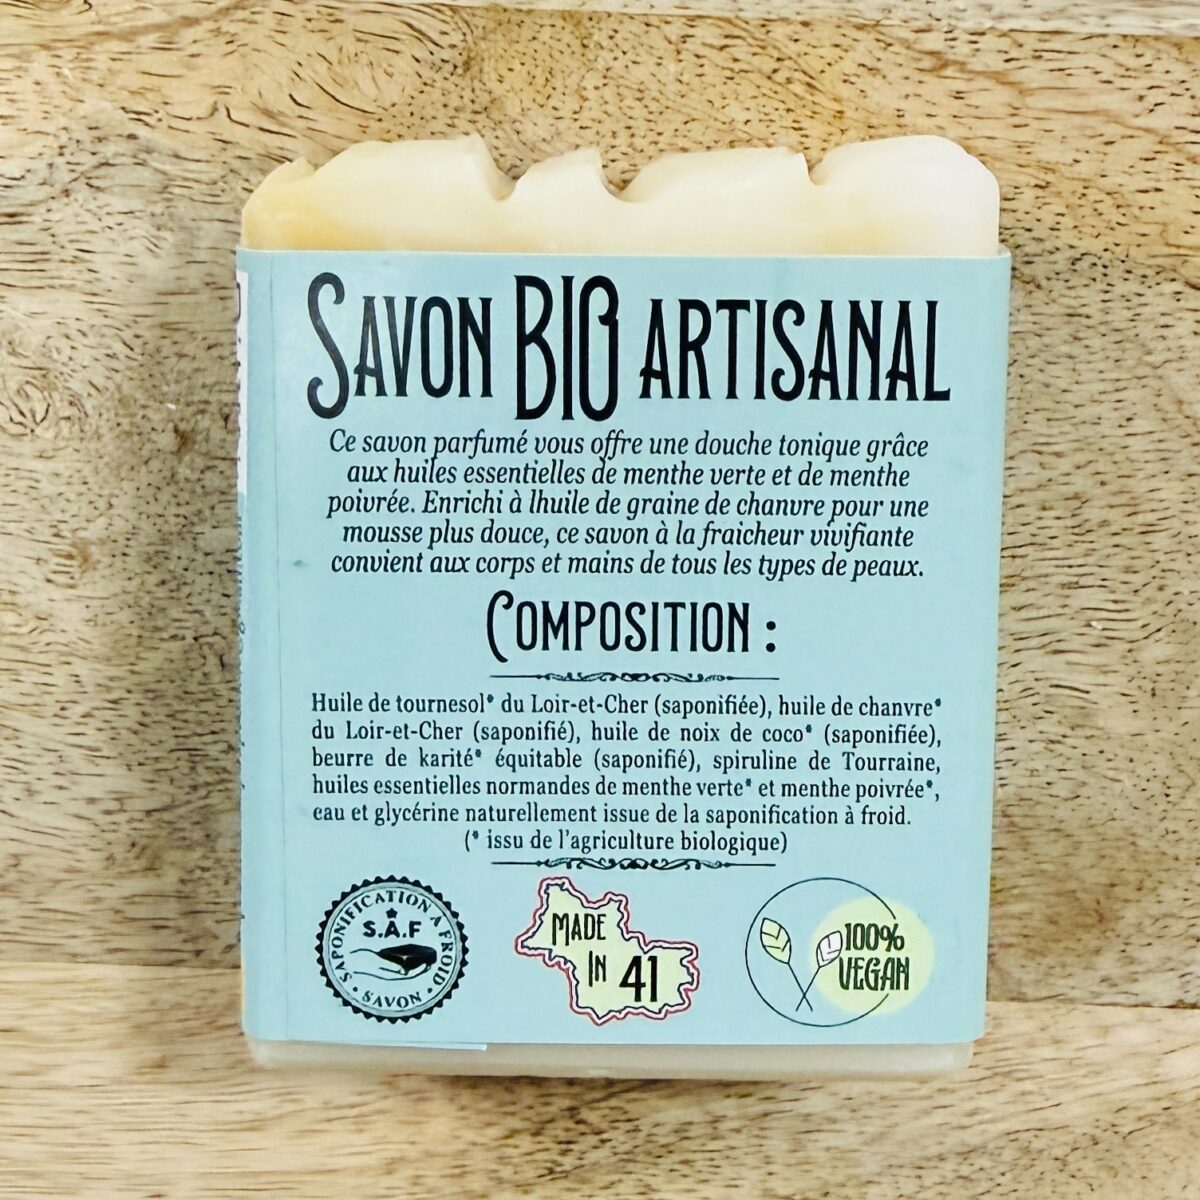 SAVON BIO ARTISANAL
Ce savon parfumé vous offre une douche tonique grâce
aux huiles essentielles de menthe verte et de menthe
poivrée. Enrichi à lhuile de graine de chanvre pour une
mousse plus douce, ce savon à la fraicheur vivifiante
convient aux corps et mains de tous les types de peaux.
COMPOSITION :
Huile de tournesol* du Loir-et-Cher (saponifiée), huile de chanvre*
du Loir-et-Cher (saponifié), huile de noix de coco* (saponifiée),
beurre de karité* équitable (saponifié), spiruline de Tourraine,
huiles essentielles normandes de menthe verte* et menthe poivrée*,
eau et glycérine naturellement issue de la saponification à froid.
(* issu de l'agriculture biologique)
SAPONIFICATION À FROID
S.A.F
SAVON
MADE
IN 41
100%
VEGAN